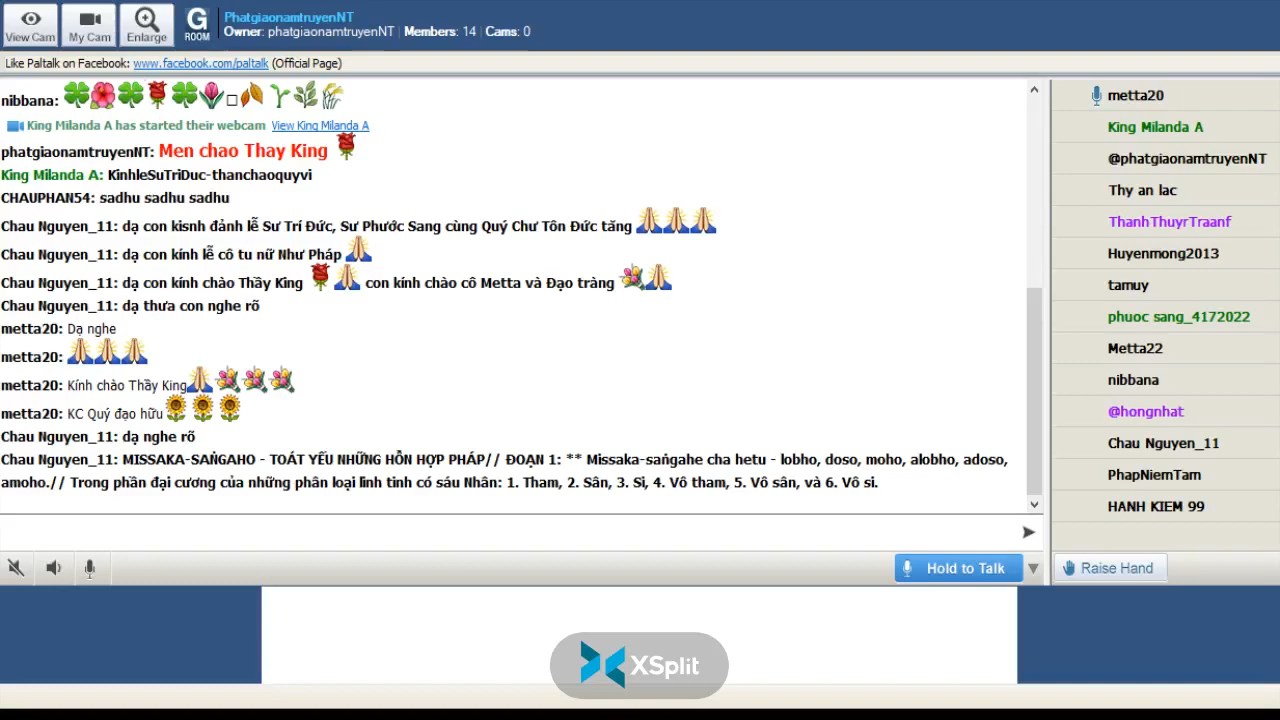 View Cam
My Cam
Enlarge
G
ROOM
PhatgiaonamtruyenNT
Owner: phatgiaonamtruyenNT | Members: 14 | Cams: 0
Like Paltalk on Facebook: www.facebook.com/paltalk (Official Page)
nibbana:
King Milanda A has started their webcam View King Milanda A
phatgiaonamtruyenNT: Men chao Thay King
King Milanda A: KinhleSuTriDuc-thanchaoquyvi
CHAUPHAN54: sadhu sadhu sadhu
Chau Nguyen_11: dạ con kisnh đảnh lễ Sư Trí Đức, Sư Phước Sang cùng Quý Chư Tôn Đức tăng
Chau Nguyen_11: dạ con kính lễ cô tu nữ Như Pháp
Chau Nguyen_11: dạ con kính chào Thầy King con kính chào cô Metta và Đạo tràng
Chau Nguyen_11: dạ thưa con nghe rõ
metta20: Dạ nghe
metta20:
metta20: Kính chào Thầy King
metta20: KC Quý đạo hữu
Chau Nguyen_11: dạ nghe rõ
Chau Nguyen_11: MISSAKA-SAṄGAHO - TOÁT YẾU NHỮNG HỖN HỢP PHÁP// ĐOẠN 1: ** Missaka-saṅgahe cha hetu - lobho, doso, moho, alobho, adoso,
amoho.// Trong phần đại cương của những phân loại linh tinh có sáu Nhân: 1. Tham, 2. Sân, 3. Si, 4. Vô tham, 5. Vô sân, và 6. Vô si.
Hold to Talk
metta20
King Milanda A
@phatgiaonamtruyenNT
Thy an lac
ThanhThuyrTraanf
Huyenmong2013
tamuy
phuoc sang_4172022
Metta22
nibbana
@hongnhat
Chau Nguyen_11
PhapNiemTam
HANH KIEM 99
Raise Hand
XSplit